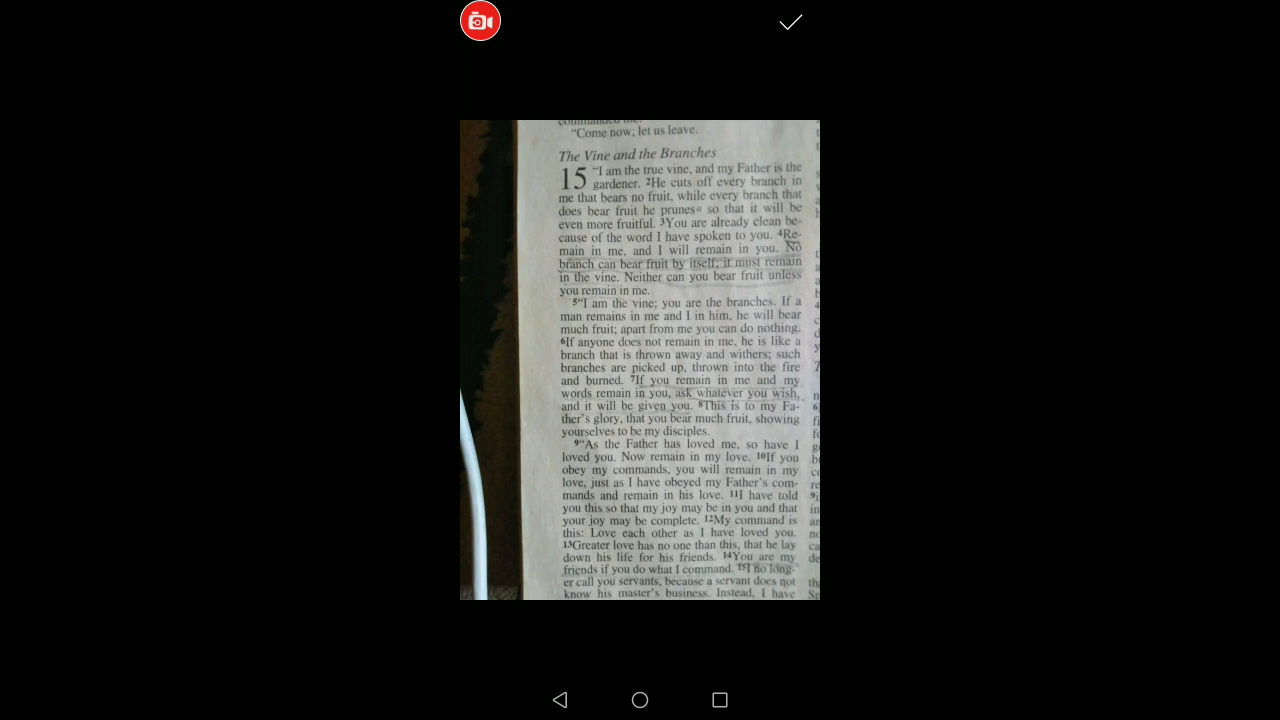 commanded me.
"Come now; let us leave.
The Vine and the Branches
15 "I am the true vine, and my Father is the
gardener. 2He cuts off every branch in
me that bears no fruit, while every branch that
does bear fruit he prunesa so that it will be
even more fruitful. 3You are already clean be-
cause of the word I have spoken to you. 4Re-
main in me, and I will remain in you. No
branch can bear fruit by itself; it must remain
in the vine. Neither can you bear fruit unless
you remain in me.
5"I am the vine; you are the branches. If a
man remains in me and I in him, he will bear
much fruit; apart from me you can do nothing.
6If anyone does not remain in me, he is like a
branch that is thrown away and withers; such
branches are picked up, thrown into the fire
and burned. 7If you remain in me and my
words remain in you, ask whatever you wish,
and it will be given you. 8This is to my Fa-
ther's glory, that you bear much fruit, showing
yourselves to be my disciples.
9"As the Father has loved me, so have I
loved you. Now remain in my love. 10If you
obey my commands, you will remain in my
love, just as I have obeyed my Father's com-
mands and remain in his love. 11I have told
you this so that my joy may be in you and that
your joy may be complete. 12My command is
this: Love each other as I have loved you.
13Greater love has no one than this, that he lay
down his life for his friends. 14You are my
friends if you do what I command. 15I no long-
er call you servants, because a servant does not
know his master's business. Instead, I have